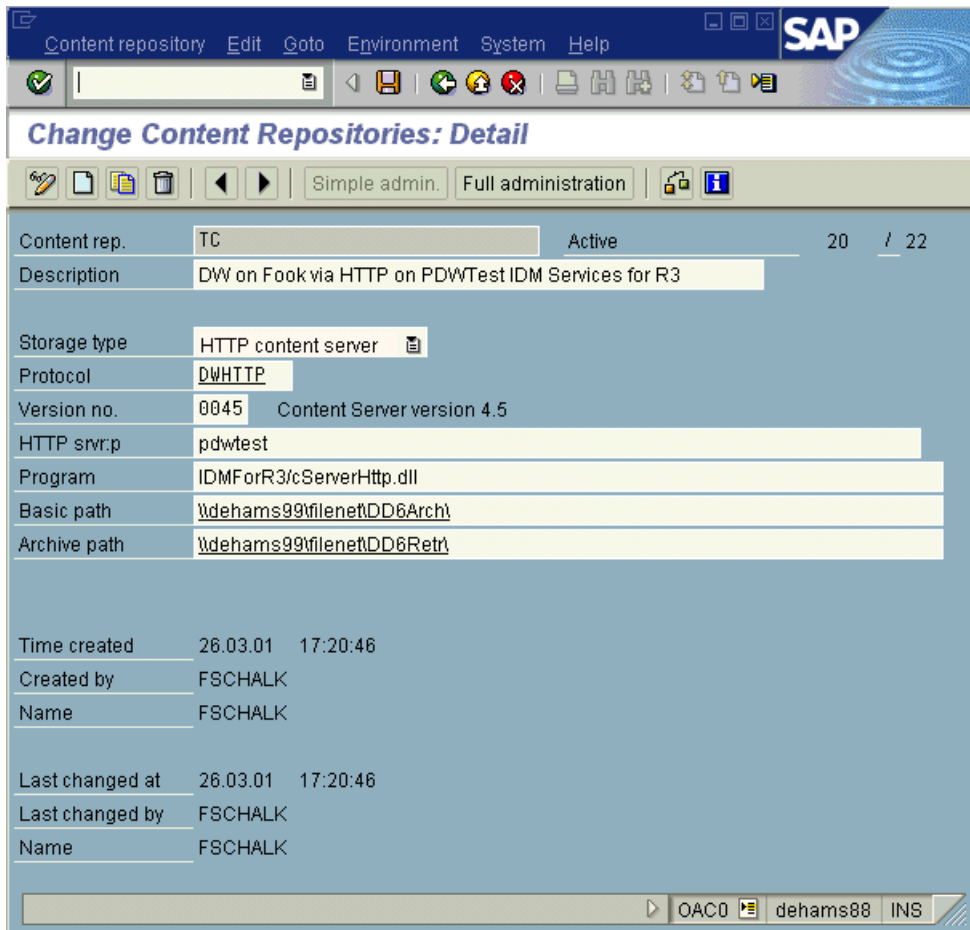 Content repository Edit Goto Environment System Help
SAP
Change Content Repositories: Detail
Simple admin. Full administration
Content rep. TC Active 20 / 22
Description DW on Fook via HTTP on PDWTest IDM Services for R3
Storage type HTTP content server
Protocol DWHTTP
Version no. 0045 Content Server version 4.5
HTTP srvr:p pdwtest
Program IDMForR3/cServerHttp.dll
Basic path \\dehams99\filenet\DD6Arch\
Archive path \\dehams99\filenet\DD6Retr\
Time created 26.03.01 17:20:46
Created by FSCHALK
Name FSCHALK
Last changed at 26.03.01 17:20:46
Last changed by FSCHALK
Name FSCHALK
OAC0 dehams88 INS